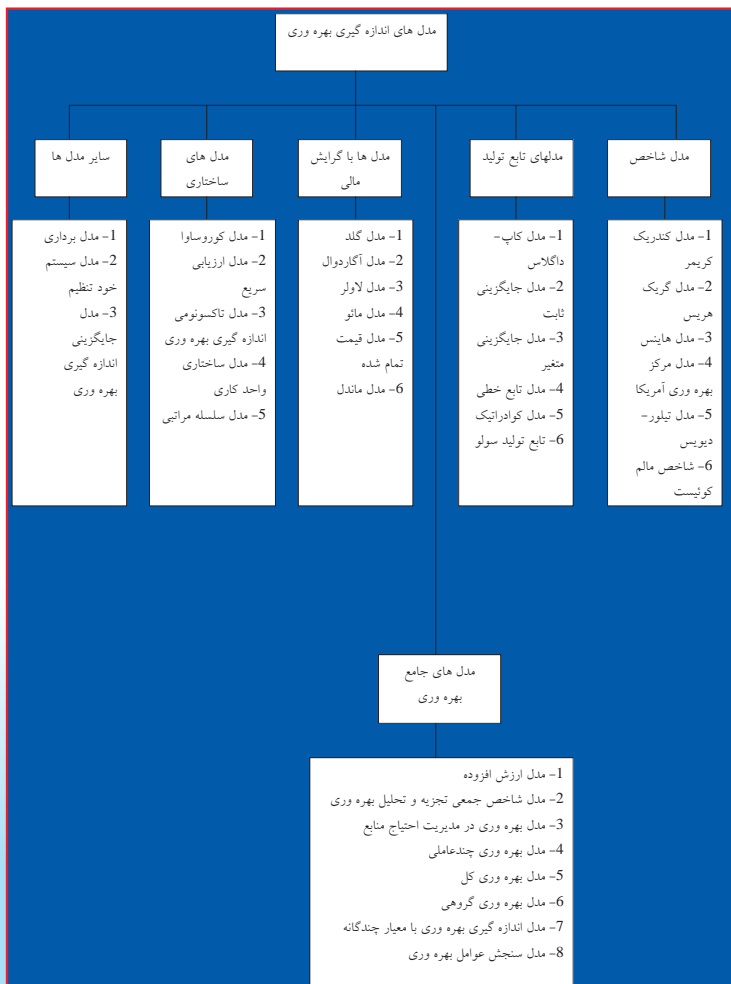 مدل های اندازه گیری بهره وری
مدل شاخص
1- مدل کندریک
کریمر
2- مدل گریک
هریس
3- مدل هاینس
4- مدل مرکز
بهره وری آمریکا
5- مدل تیلور-
دیویس
6- شاخص مالم
کوئیست
مدلهای تابع تولید
1- مدل کاپ-
داگلاس
2- مدل جایگزینی
ثابت
3- مدل جایگزینی
متغیر
4- مدل تابع خطی
5- مدل کوادراتیک
6- تابع تولید سولو
مدل ها با گرایش
مالی
1- مدل گلد
2- مدل آگاردوال
3- مدل لاولر
4- مدل مائو
5- مدل قیمت
تمام شده
6- مدل ماندل
مدل های
ساختاری
1- مدل کوروساوا
2- مدل ارزیابی
سریع
3- مدل تاکسونومی
اندازه گیری بهره وری
4- مدل ساختاری
واحد کاری
5- مدل سلسله مراتبی
سایر مدل ها
1- مدل برداری
2- مدل سیستم
خود تنظیم
3- مدل
جایگزینی
اندازه گیری
بهره وری
مدل های جامع
بهره وری
1- مدل ارزش افزوده
2- مدل شاخص جمعی تجزیه و تحلیل بهره وری
3- مدل بهره وری در مدیریت احتیاج منابع
4- مدل بهره وری چندعاملی
5- مدل بهره وری کل
6- مدل بهره وری گروهی
7- مدل اندازه گیری بهره وری با معیار چندگانه
8- مدل سنجش عوامل بهره وری